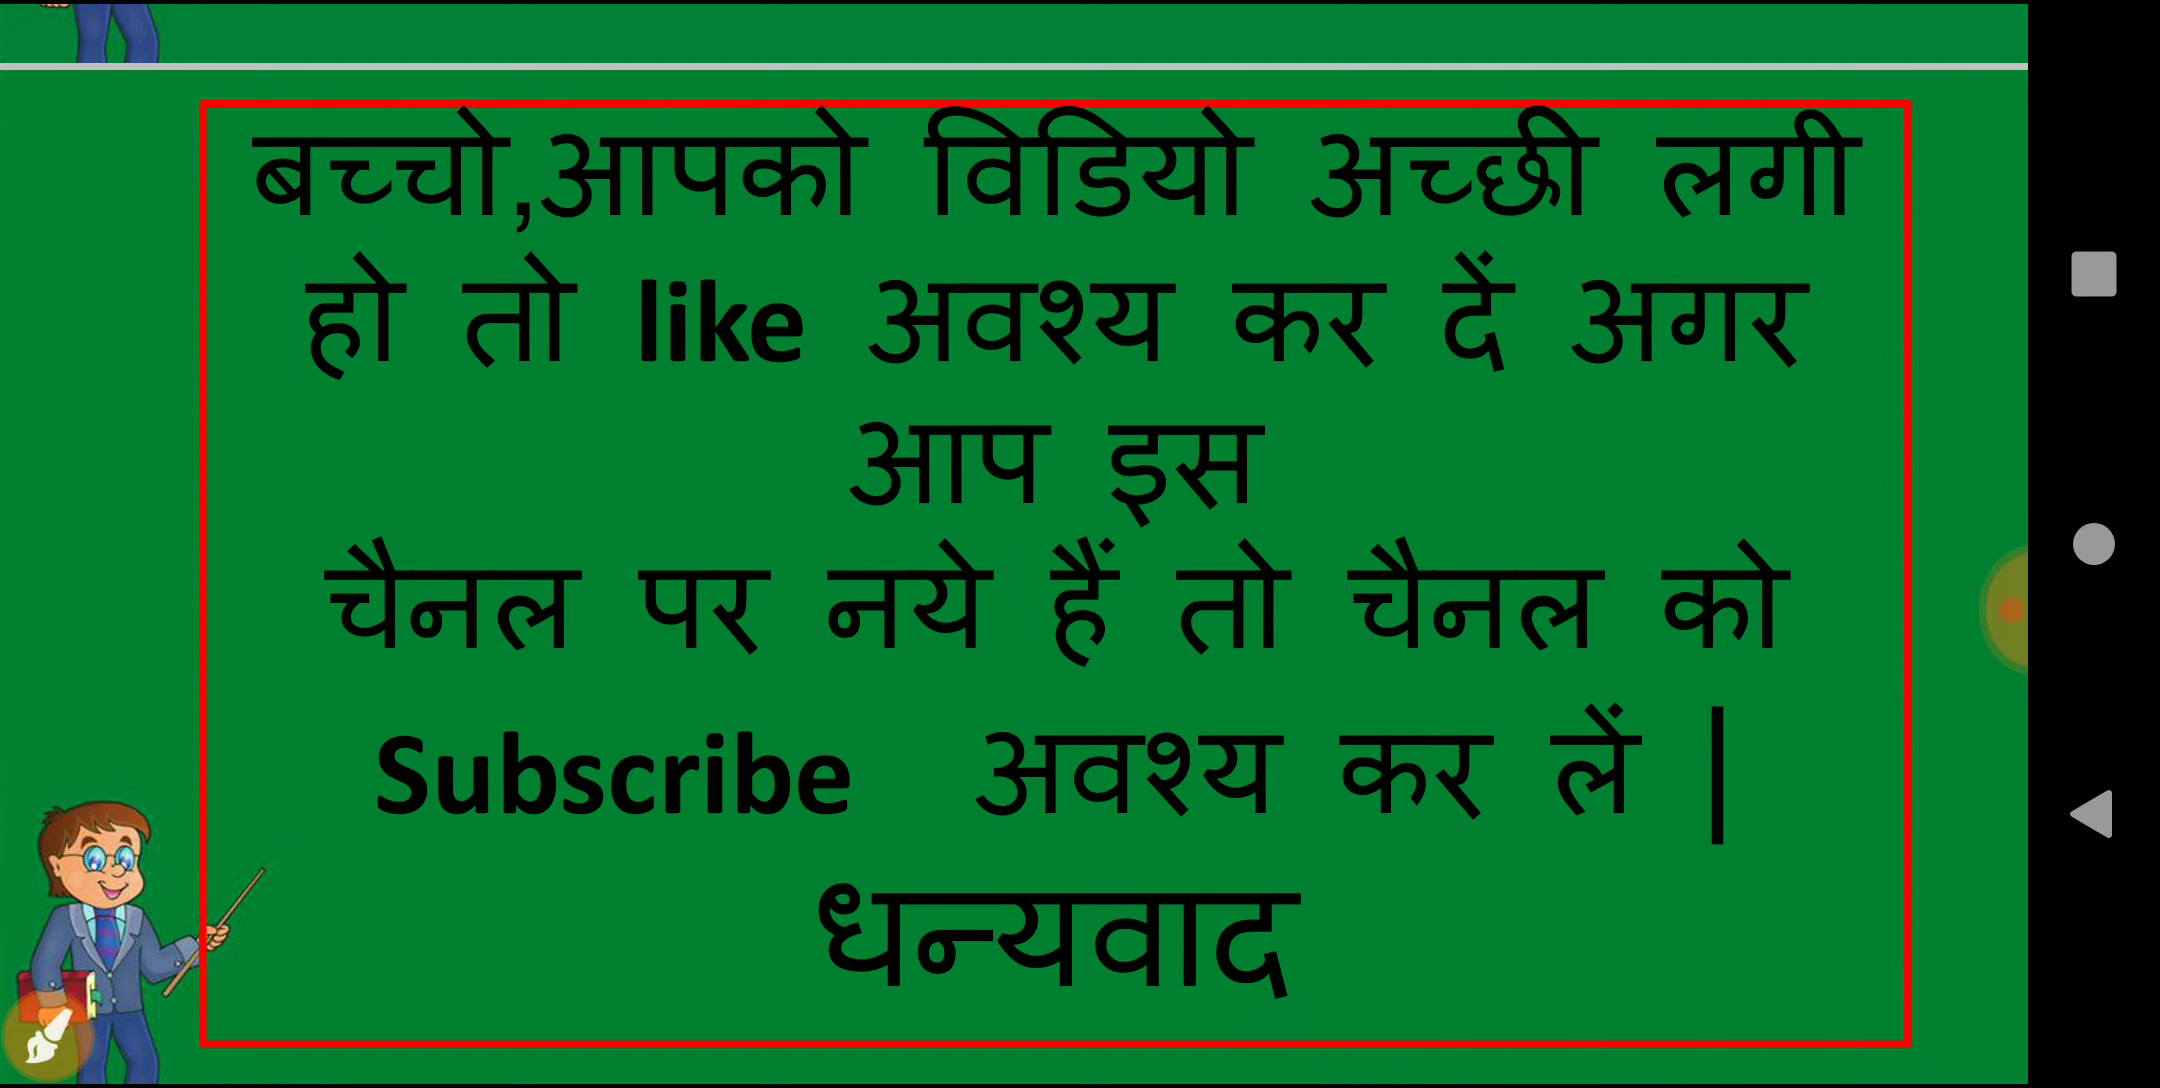 बच्चो,आपको विडियो अच्छी लगी
हो तो like अवश्य कर दें अगर
आप इस
चैनल पर नये हैं तो चैनल को
Subscribe अवश्य कर लें |
धन्यवाद